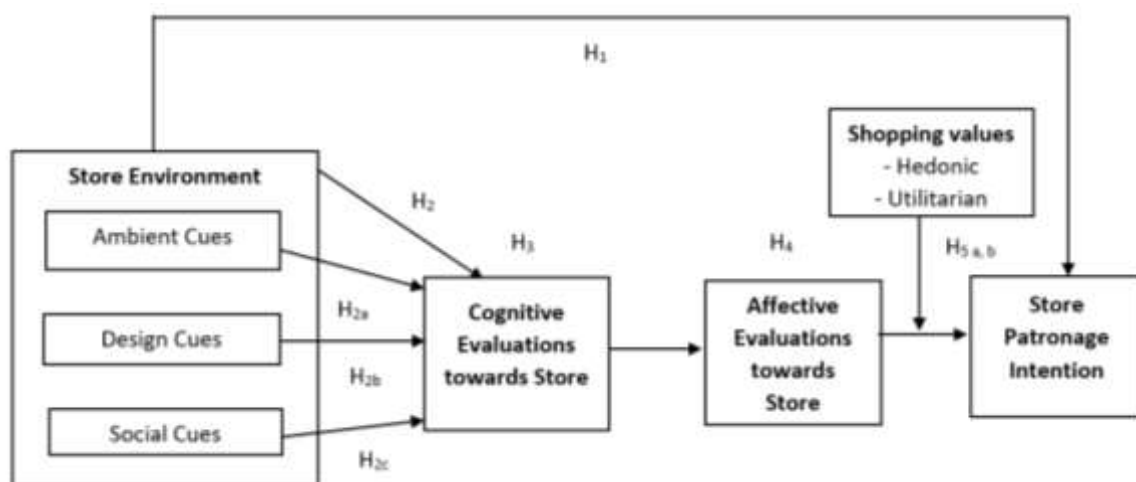 H1
Shopping values
- Hedonic
- Utilitarian
Store Environment
H2
Ambient Cues
H3
H4
H5 a, b
Cognitive
Evaluations
towards Store
Affective
Evaluations
towards
Store
Store
Patronage
Intention
H2a
Design Cues
H2b
Social Cues
H2c